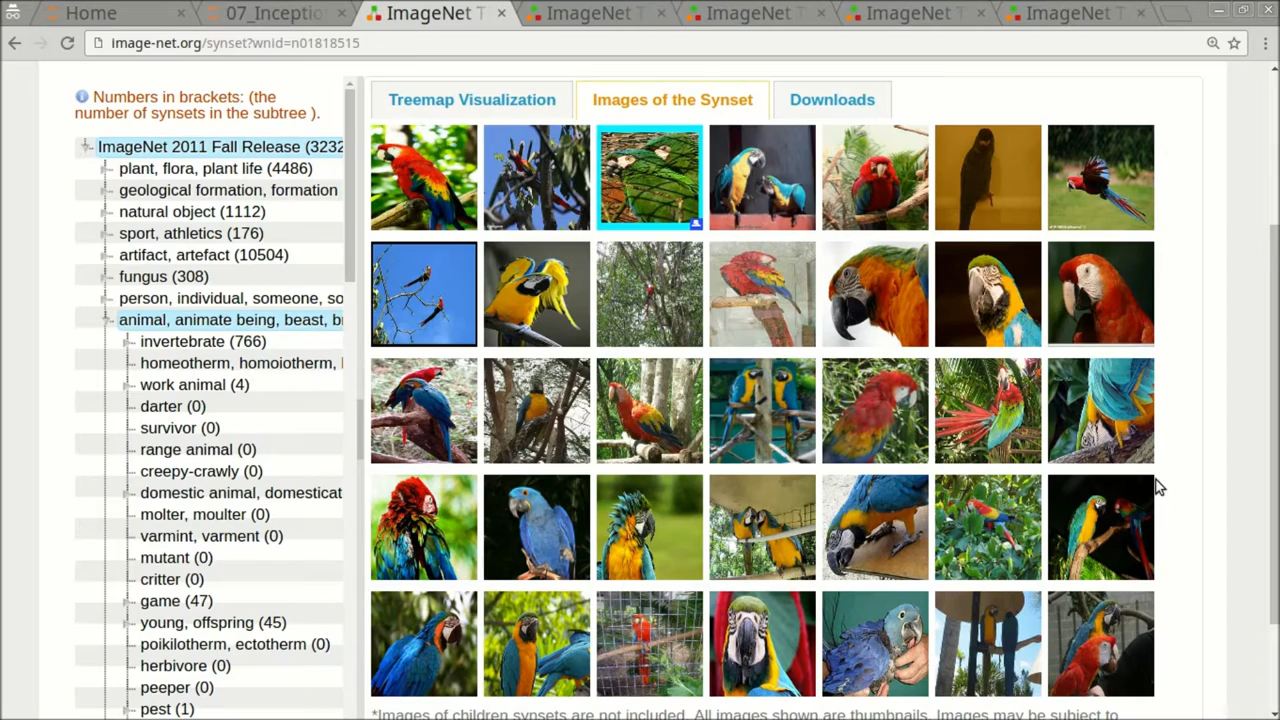 Home
07_Inceptio
ImageNet T
ImageNet T
ImageNet T
ImageNet T
ImageNet T
image-net.org/synset?wnid=n01818515
Numbers in brackets: (the
number of synsets in the subtree ).
ImageNet 2011 Fall Release (3232
plant, flora, plant life (4486)
geological formation, formation
natural object (1112)
sport, athletics (176)
artifact, artefact (10504)
fungus (308)
person, individual, someone, so
animal, animate being, beast, b
invertebrate (766)
homeotherm, homoiotherm,
work animal (4)
darter (0)
survivor (0)
range animal (0)
creepy-crawly (0)
domestic animal, domesticat
molter, moulter (0)
varmint, varment (0)
mutant (0)
critter (0)
game (47)
young, offspring (45)
poikilotherm, ectotherm (0)
herbivore (0)
peeper (0)
pest (1)
Treemap Visualization
Images of the Synset
Downloads
*Images of children synsets are not included. All images shown are thumbnails. Images may be subject to